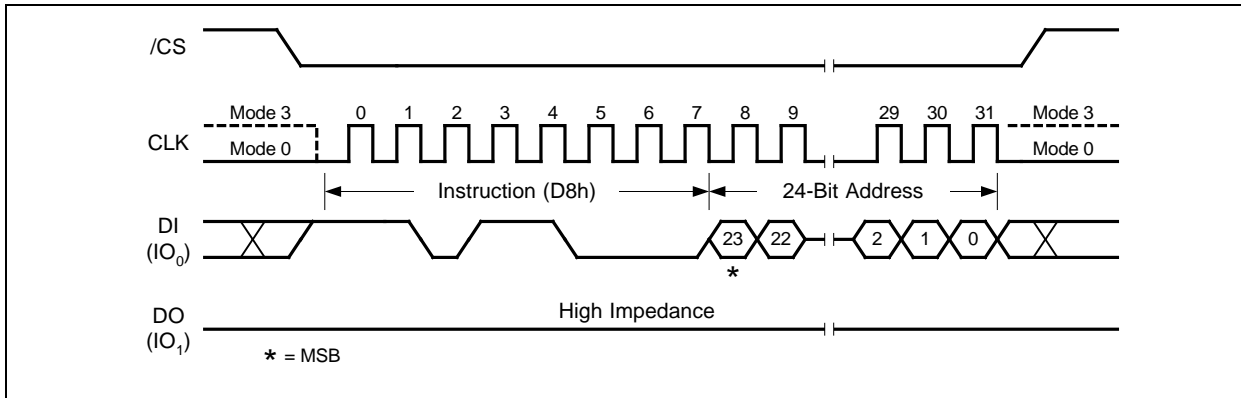 /CS
Mode 3 0 1 2 3 4 5 6 7 8 9 29 30 31 Mode 3
CLK
Mode 0 Mode 0
Instruction (D8h) 24-Bit Address
DI
(IO0) 23 22 2 1 0
*
DO High Impedance
(IO1)
* = MSB